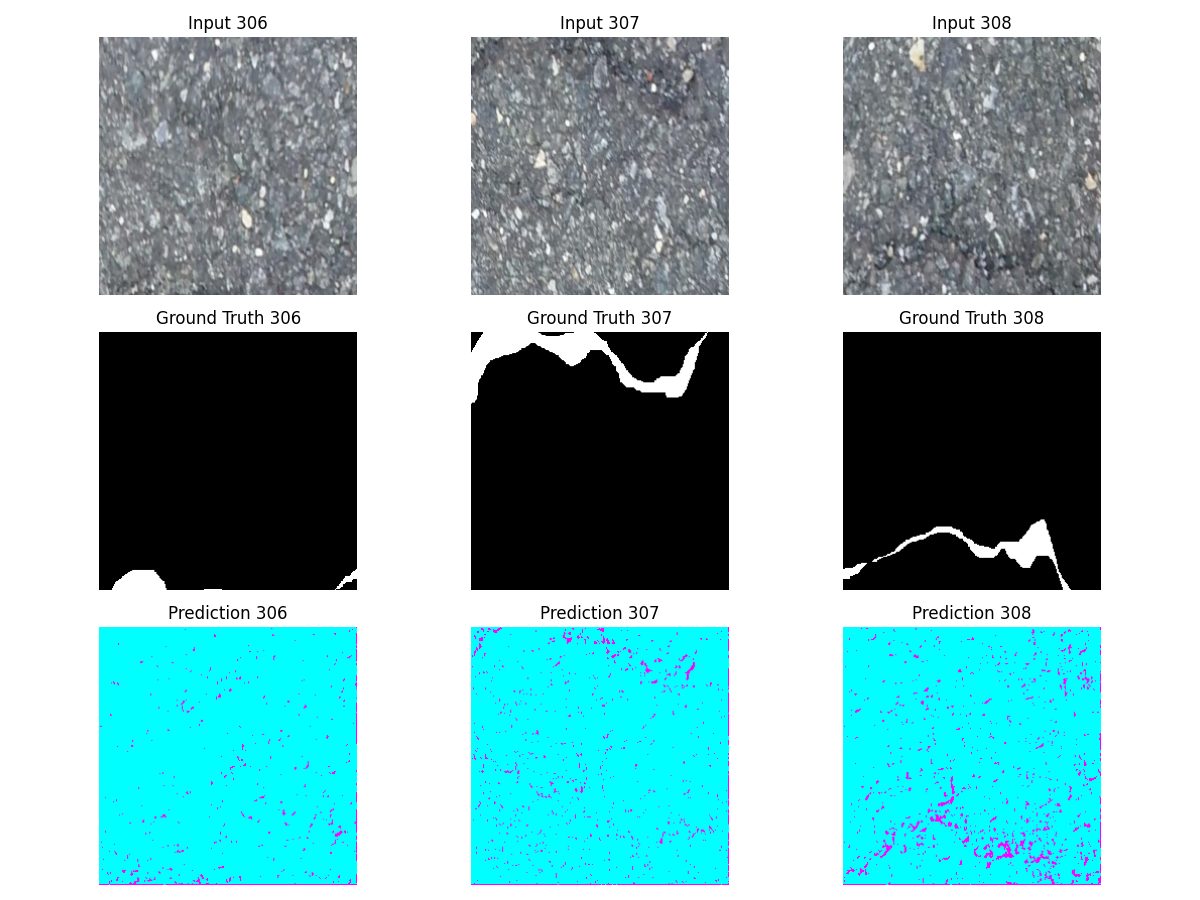 Input 306
Input 307
Input 308
Ground Truth 306
Ground Truth 307
Ground Truth 308
Prediction 306
Prediction 307
Prediction 308